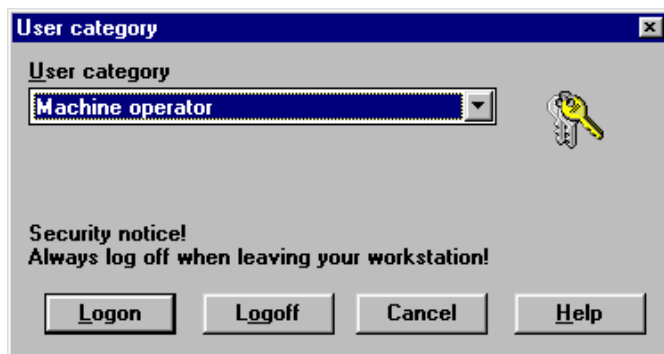 User category
User category
Machine operator
Security notice!
Always log off when leaving your workstation!
Logon Logoff Cancel Help